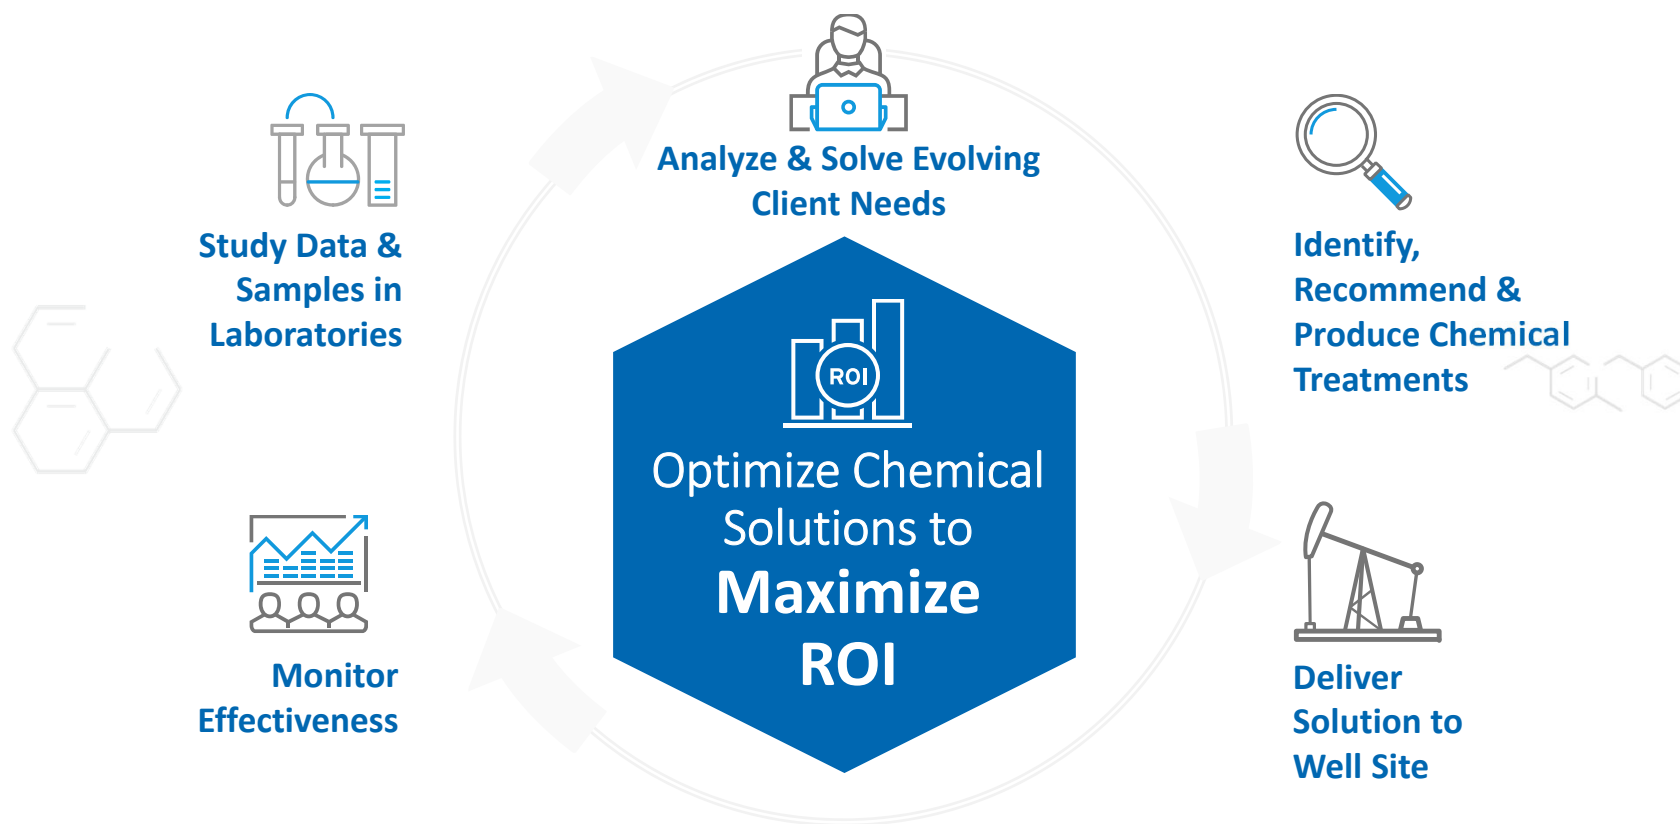 Analyze & Solve Evolving
Client Needs
Identify,
Recommend &
Produce Chemical
Treatments
Deliver
Solution to
Well Site
Monitor
Effectiveness
Study Data &
Samples in
Laboratories
ROI
Optimize Chemical
Solutions to
Maximize
ROI